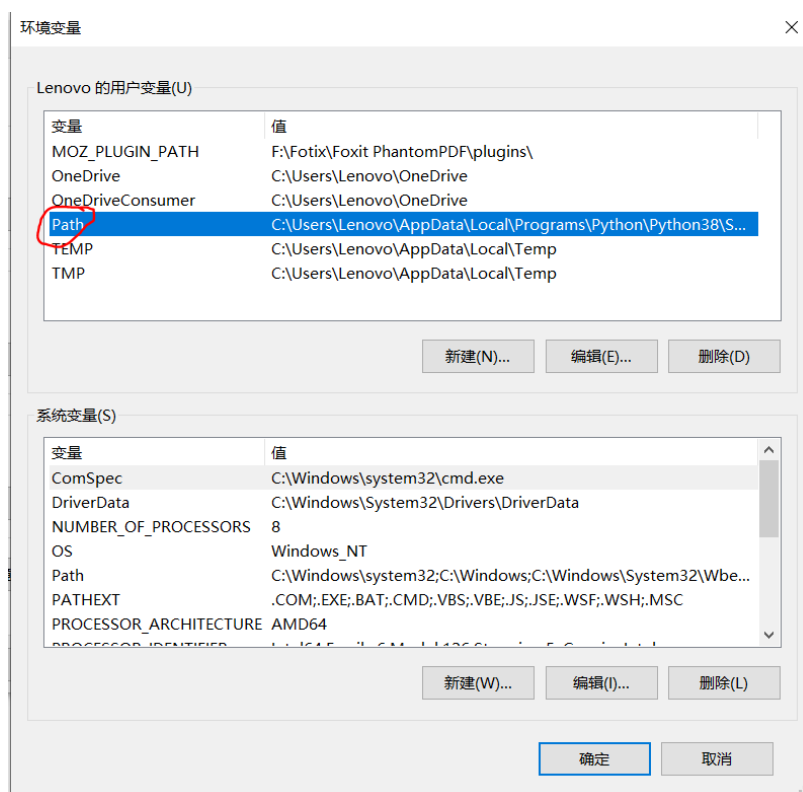 环境变量
Lenovo 的用户变量(U)
变量 值
MOZ_PLUGIN_PATH F:\Fotix\Foxit PhantomPDF\plugins\
OneDrive C:\Users\Lenovo\OneDrive
OneDriveConsumer C:\Users\Lenovo\OneDrive
Path C:\Users\Lenovo\AppData\Local\Programs\Python\Python38\S...
TEMP C:\Users\Lenovo\AppData\Local\Temp
TMP C:\Users\Lenovo\AppData\Local\Temp
新建(N)... 编辑(E)... 删除(D)
系统变量(S)
变量 值
ComSpec C:\Windows\system32\cmd.exe
DriverData C:\Windows\System32\Drivers\DriverData
NUMBER_OF_PROCESSORS 8
OS Windows_NT
Path C:\Windows\system32;C:\Windows;C:\Windows\System32\Wbe...
PATHEXT .COM;.EXE;.BAT;.CMD;.VBS;.VBE;.JS;.JSE;.WSF;.WSH;.MSC
PROCESSOR_ARCHITECTURE AMD64
新建(W)... 编辑(I)... 删除(L)
确定 取消